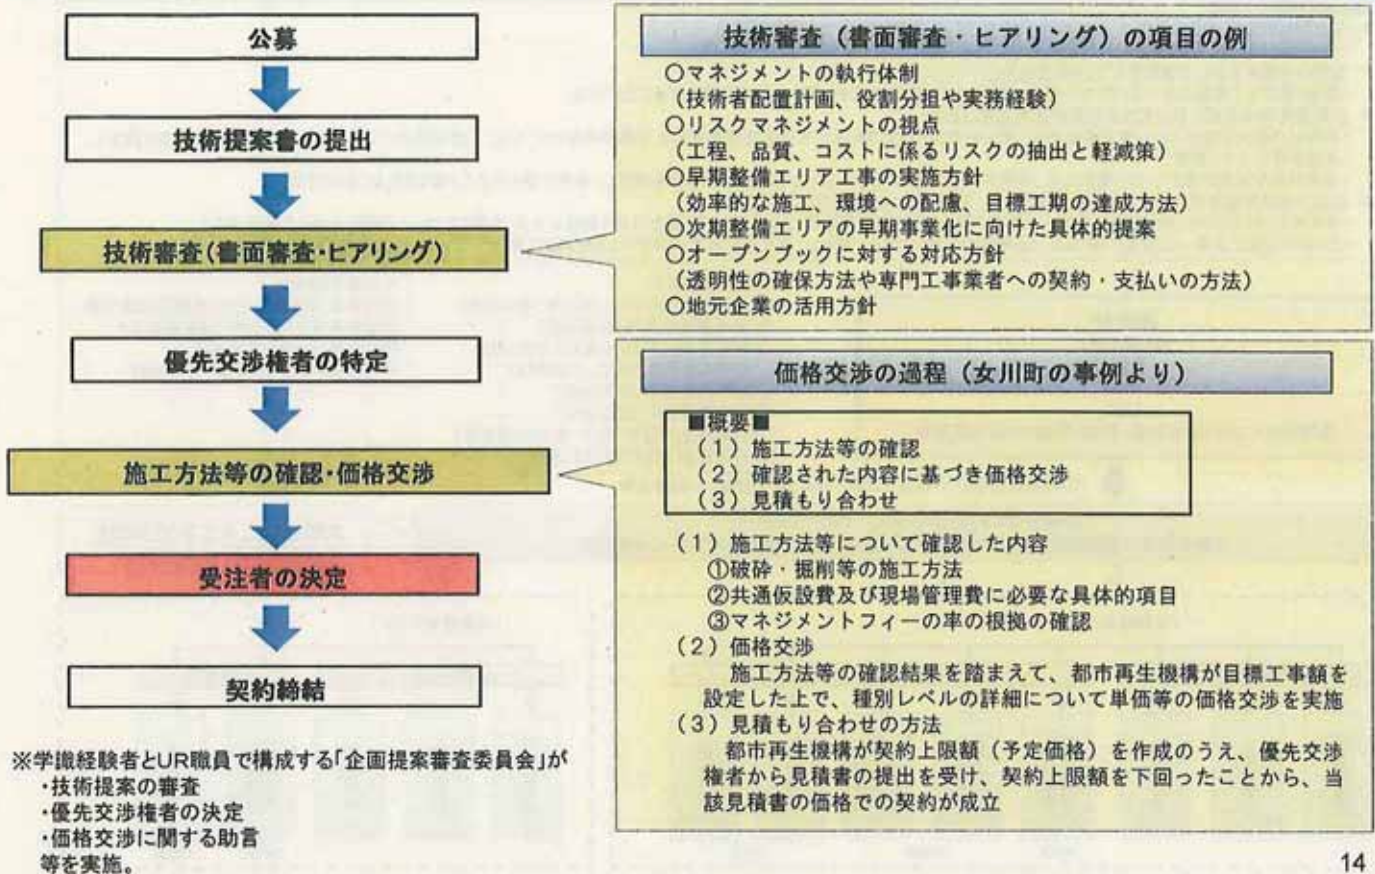 公募
技術提案書の提出
技術審査(書面審査・ヒアリング)
優先交渉権者の特定
施工方法等の確認・価格交渉
受注者の決定
契約締結
※学識経験者とUR職員で構成する「企画提案審査委員会」が
・技術提案の審査
・優先交渉権者の決定
・価格交渉に関する助言
等を実施。
技術審査（書面審査・ヒアリング）の項目の例
○マネジメントの執行体制
(技術者配置計画、役割分担や実務経験)
○リスクマネジメントの視点
(工程、品質、コストに係るリスクの抽出と軽減策)
○早期整備エリア工事の実施方針
(効率的な施工、環境への配慮、目標工期の達成方法)
○次期整備エリアの早期事業化に向けた具体的提案
○オープンブックに対する対応方針
(透明性の確保方法や専門工事業者への契約・支払いの方法)
○地元企業の活用方針
価格交渉の過程（女川町の事例より）
■概要■
（１）施工方法等の確認
（２）確認された内容に基づき価格交渉
（３）見積もり合わせ
（１）施工方法等について確認した内容
①破砕・掘削等の施工方法
②共通仮設費及び現場管理費に必要な具体的項目
③マネジメントフィーの率の根拠の確認
（２）価格交渉
施工方法等の確認結果を踏まえて、都市再生機構が目標工事額を
設定した上で、種別レベルの詳細について単価等の価格交渉を実施
（３）見積もり合わせの方法
都市再生機構が契約上限額（予定価格）を作成のうえ、優先交渉
権者から見積書の提出を受け、契約上限額を下回ったことから、当
該見積書の価格での契約が成立
14